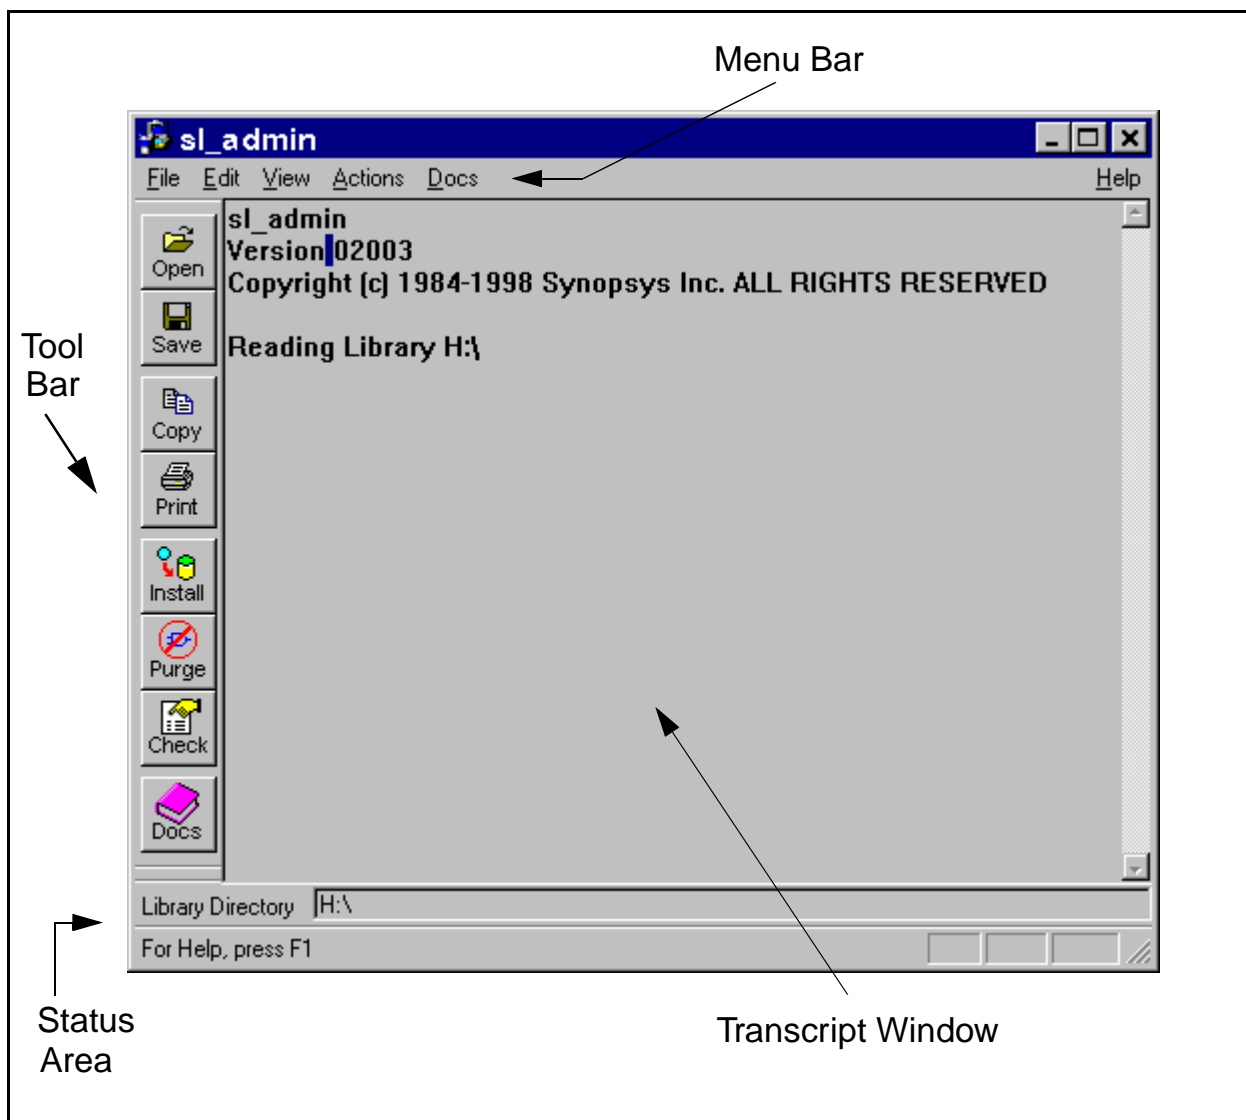 Menu Bar
sl_admin
File Edit View Actions Docs Help
sl_admin
Version 02003
Copyright (c) 1984-1998 Synopsys Inc. ALL RIGHTS RESERVED
Reading Library H:\
Open
Save
Copy
Print
Install
Purge
Check
Docs
Tool
Bar
Library Directory H:\
For Help, press F1
Status
Area
Transcript Window